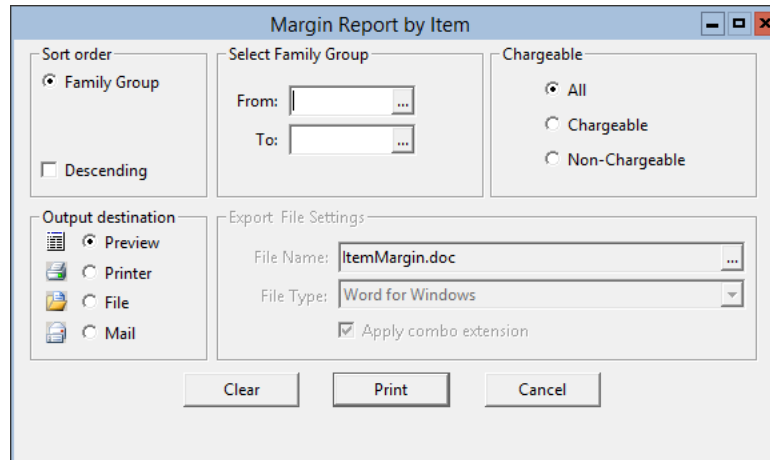 Margin Report by Item
Sort order
Family Group
Descending
Select Family Group
From:
...
To:
...
Chargeable
All
Chargeable
Non-Chargeable
Output destination
Preview
Printer
File
Mail
Export File Settings
File Name: ItemMargin.doc ...
File Type: Word for Windows
Apply combo extension
Clear Print Cancel